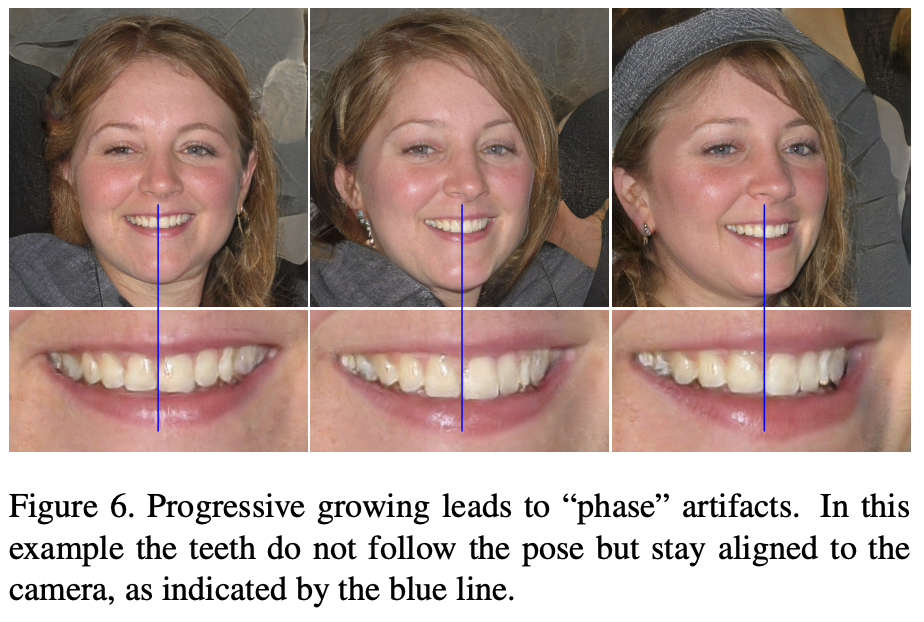 Figure 6. Progressive growing leads to “phase” artifacts. In this
example the teeth do not follow the pose but stay aligned to the
camera, as indicated by the blue line.